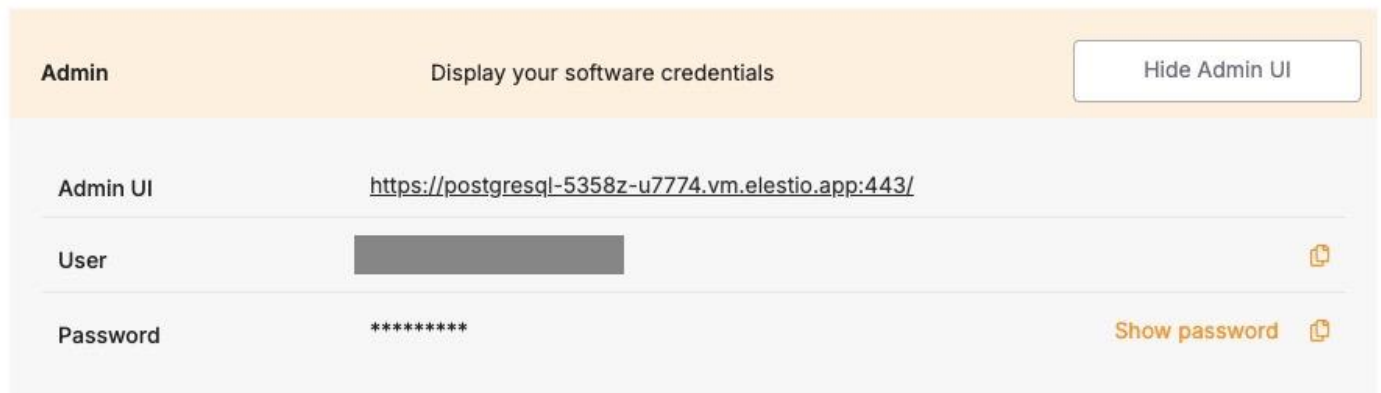 Admin Display your software credentials Hide Admin UI
Admin UI https://postgresql-5358z-u7774.vm.elestio.app:443/
User
Password ********* Show password